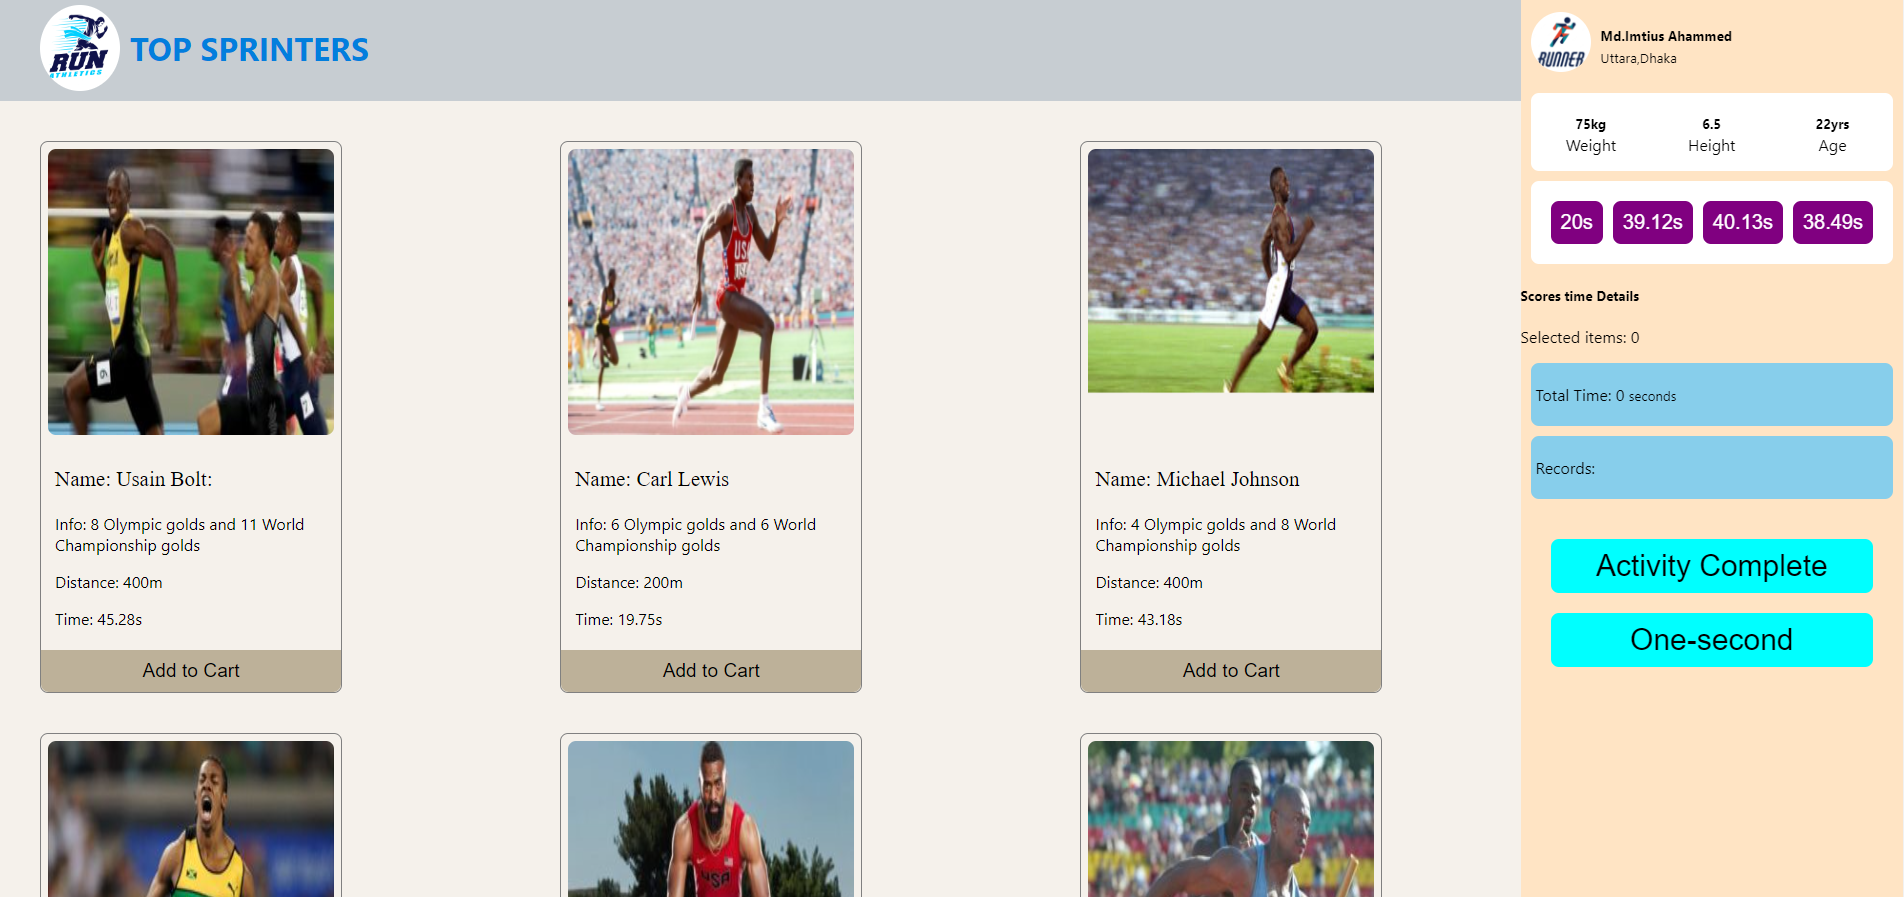 RUN
ATHLETICS
TOP SPRINTERS
RUNNER
Md.Imtius Ahammed
Uttara,Dhaka
75kg
Weight
6.5
Height
22yrs
Age
20s
39.12s
40.13s
38.49s
Scores time Details
Selected items: 0
Total Time: 0 seconds
Records:
Activity Complete
One-second
USA
Name: Usain Bolt:
Info: 8 Olympic golds and 11 World
Championship golds
Distance: 400m
Time: 45.28s
Add to Cart
Name: Carl Lewis
Info: 6 Olympic golds and 6 World
Championship golds
Distance: 200m
Time: 19.75s
Add to Cart
Name: Michael Johnson
Info: 4 Olympic golds and 8 World
Championship golds
Distance: 400m
Time: 43.18s
Add to Cart
USA